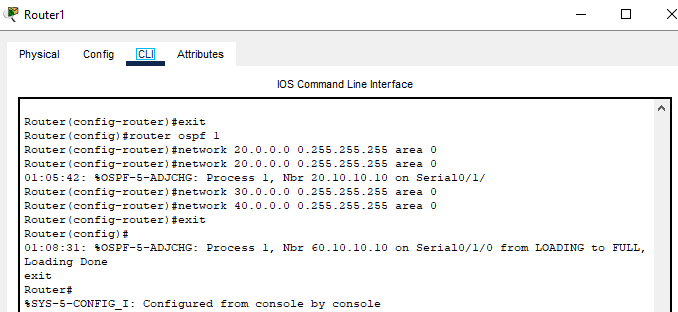 Router1
Physical Config CLI Attributes
IOS Command Line Interface
Router(config-router)#exit
Router(config)#router ospf 1
Router(config-router)#network 20.0.0.0 0.255.255.255 area 0
Router(config-router)#network 20.0.0.0 0.255.255.255 area 0
01:05:42: %OSPF-5-ADJCHG: Process 1, Nbr 20.10.10.10 on Serial0/1/
Router(config-router)#network 30.0.0.0 0.255.255.255 area 0
Router(config-router)#network 40.0.0.0 0.255.255.255 area 0
Router(config-router)#exit
Router(config)#
01:08:31: %OSPF-5-ADJCHG: Process 1, Nbr 60.10.10.10 on Serial0/1/0 from LOADING to FULL,
Loading Done
exit
Router#
%SYS-5-CONFIG_I: Configured from console by console